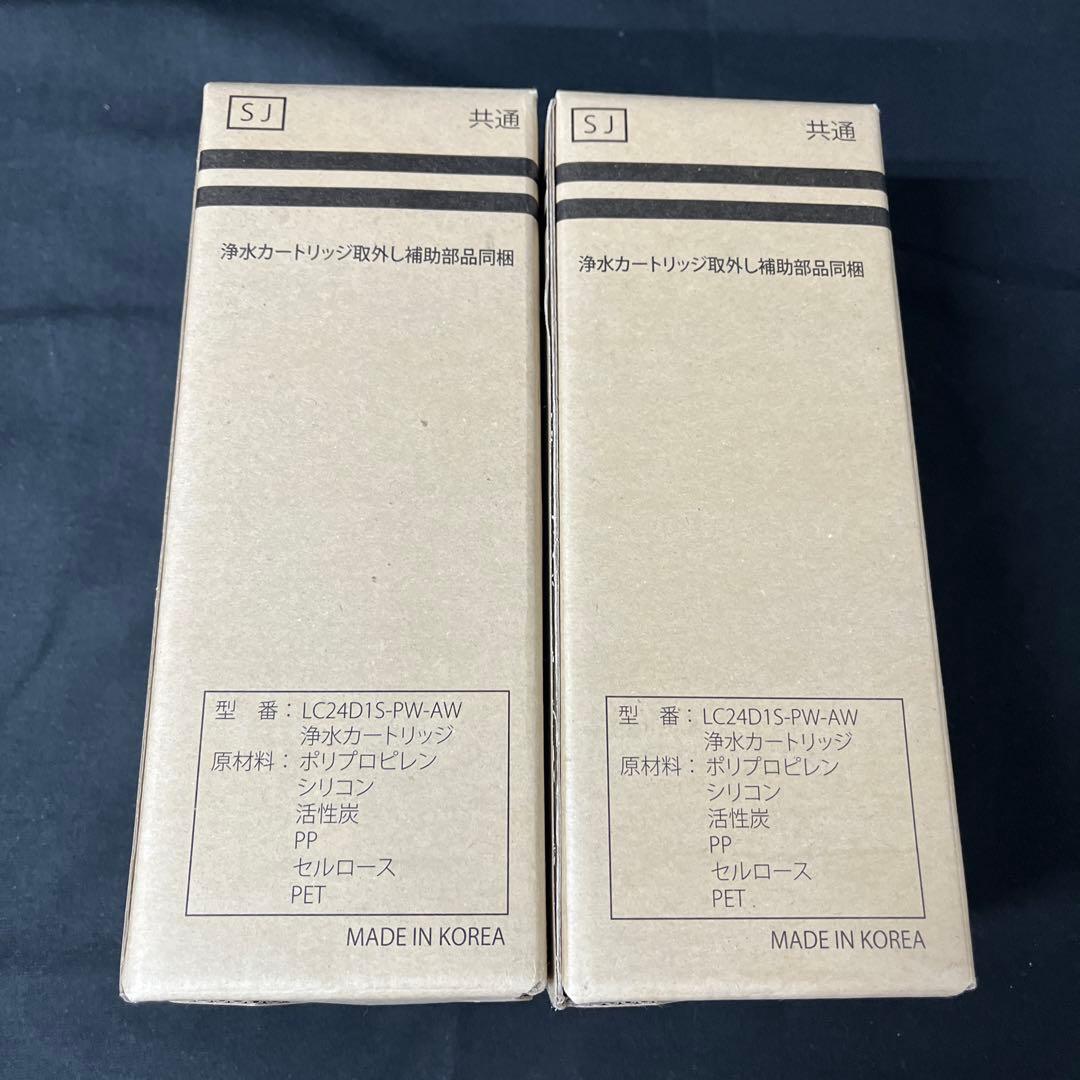 SJ 共通
浄水カートリッジ取外し補助部品同梱
型 番： LC24D1S-PW-AW
浄水カートリッジ
原材料： ポリプロピレン
シリコン
活性炭
PP
セルロース
PET
MADE IN KOREA
SJ 共通
浄水カートリッジ取外し補助部品同梱
型 番： LC24D1S-PW-AW
浄水カートリッジ
原材料： ポリプロピレン
シリコン
活性炭
PP
セルロース
PET
MADE IN KOREA